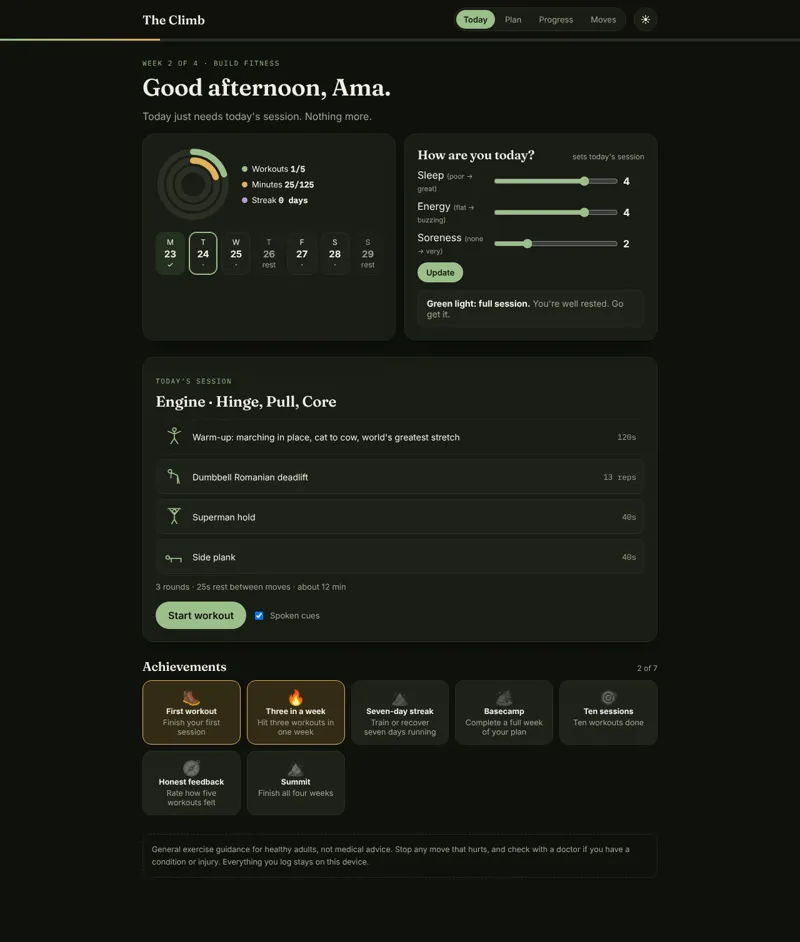 The Climb
Today Plan Progress Moves
WEEK 2 OF 4 · BUILD FITNESS
Good afternoon, Ama.
Today just needs today's session. Nothing more.
Workouts 1/5
Minutes 25/125
Streak 0 days
M T W T F S S
23 24 25 26 27 28 29
✓ · · rest · · rest
How are you today? sets today's session
Sleep (poor →
great) 4
Energy (flat →
buzzing) 4
Soreness (none
→ very) 2
Update
Green light: full session. You're well rested. Go
get it.
TODAY'S SESSION
Engine · Hinge, Pull, Core
Warm-up: marching in place, cat to cow, world's greatest stretch 120s
Dumbbell Romanian deadlift 13 reps
Superman hold 40s
Side plank 40s
3 rounds · 25s rest between moves · about 12 min
Start workout Spoken cues
Achievements 2 of 7
First workout
Finish your first
session
Three in a week
Hit three workouts in
one week
Seven-day streak
Train or recover
seven days running
Basecamp
Complete a full week
of your plan
Ten sessions
Ten workouts done
Honest feedback
Rate how five
workouts felt
Summit
Finish all four weeks
General exercise guidance for healthy adults, not medical advice. Stop any move that hurts, and check with a doctor if you have a
condition or injury. Everything you log stays on this device.